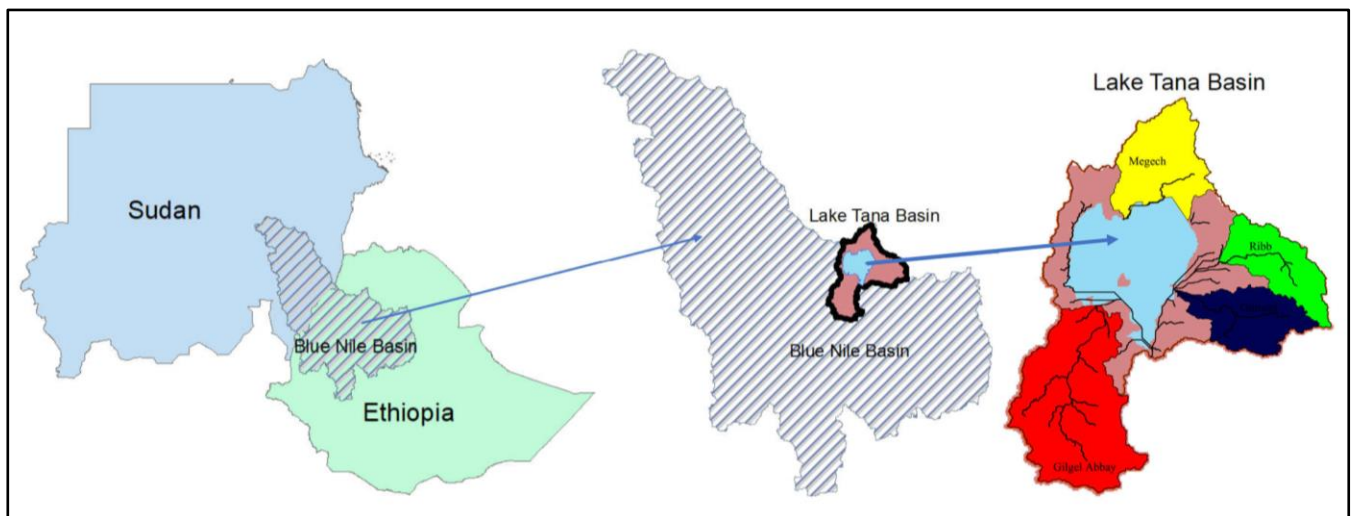 Sudan
Blue Nile Basin
Ethiopia
Lake Tana Basin
Blue Nile Basin
Lake Tana Basin
Megech
Ribb
Gilgel Abbay